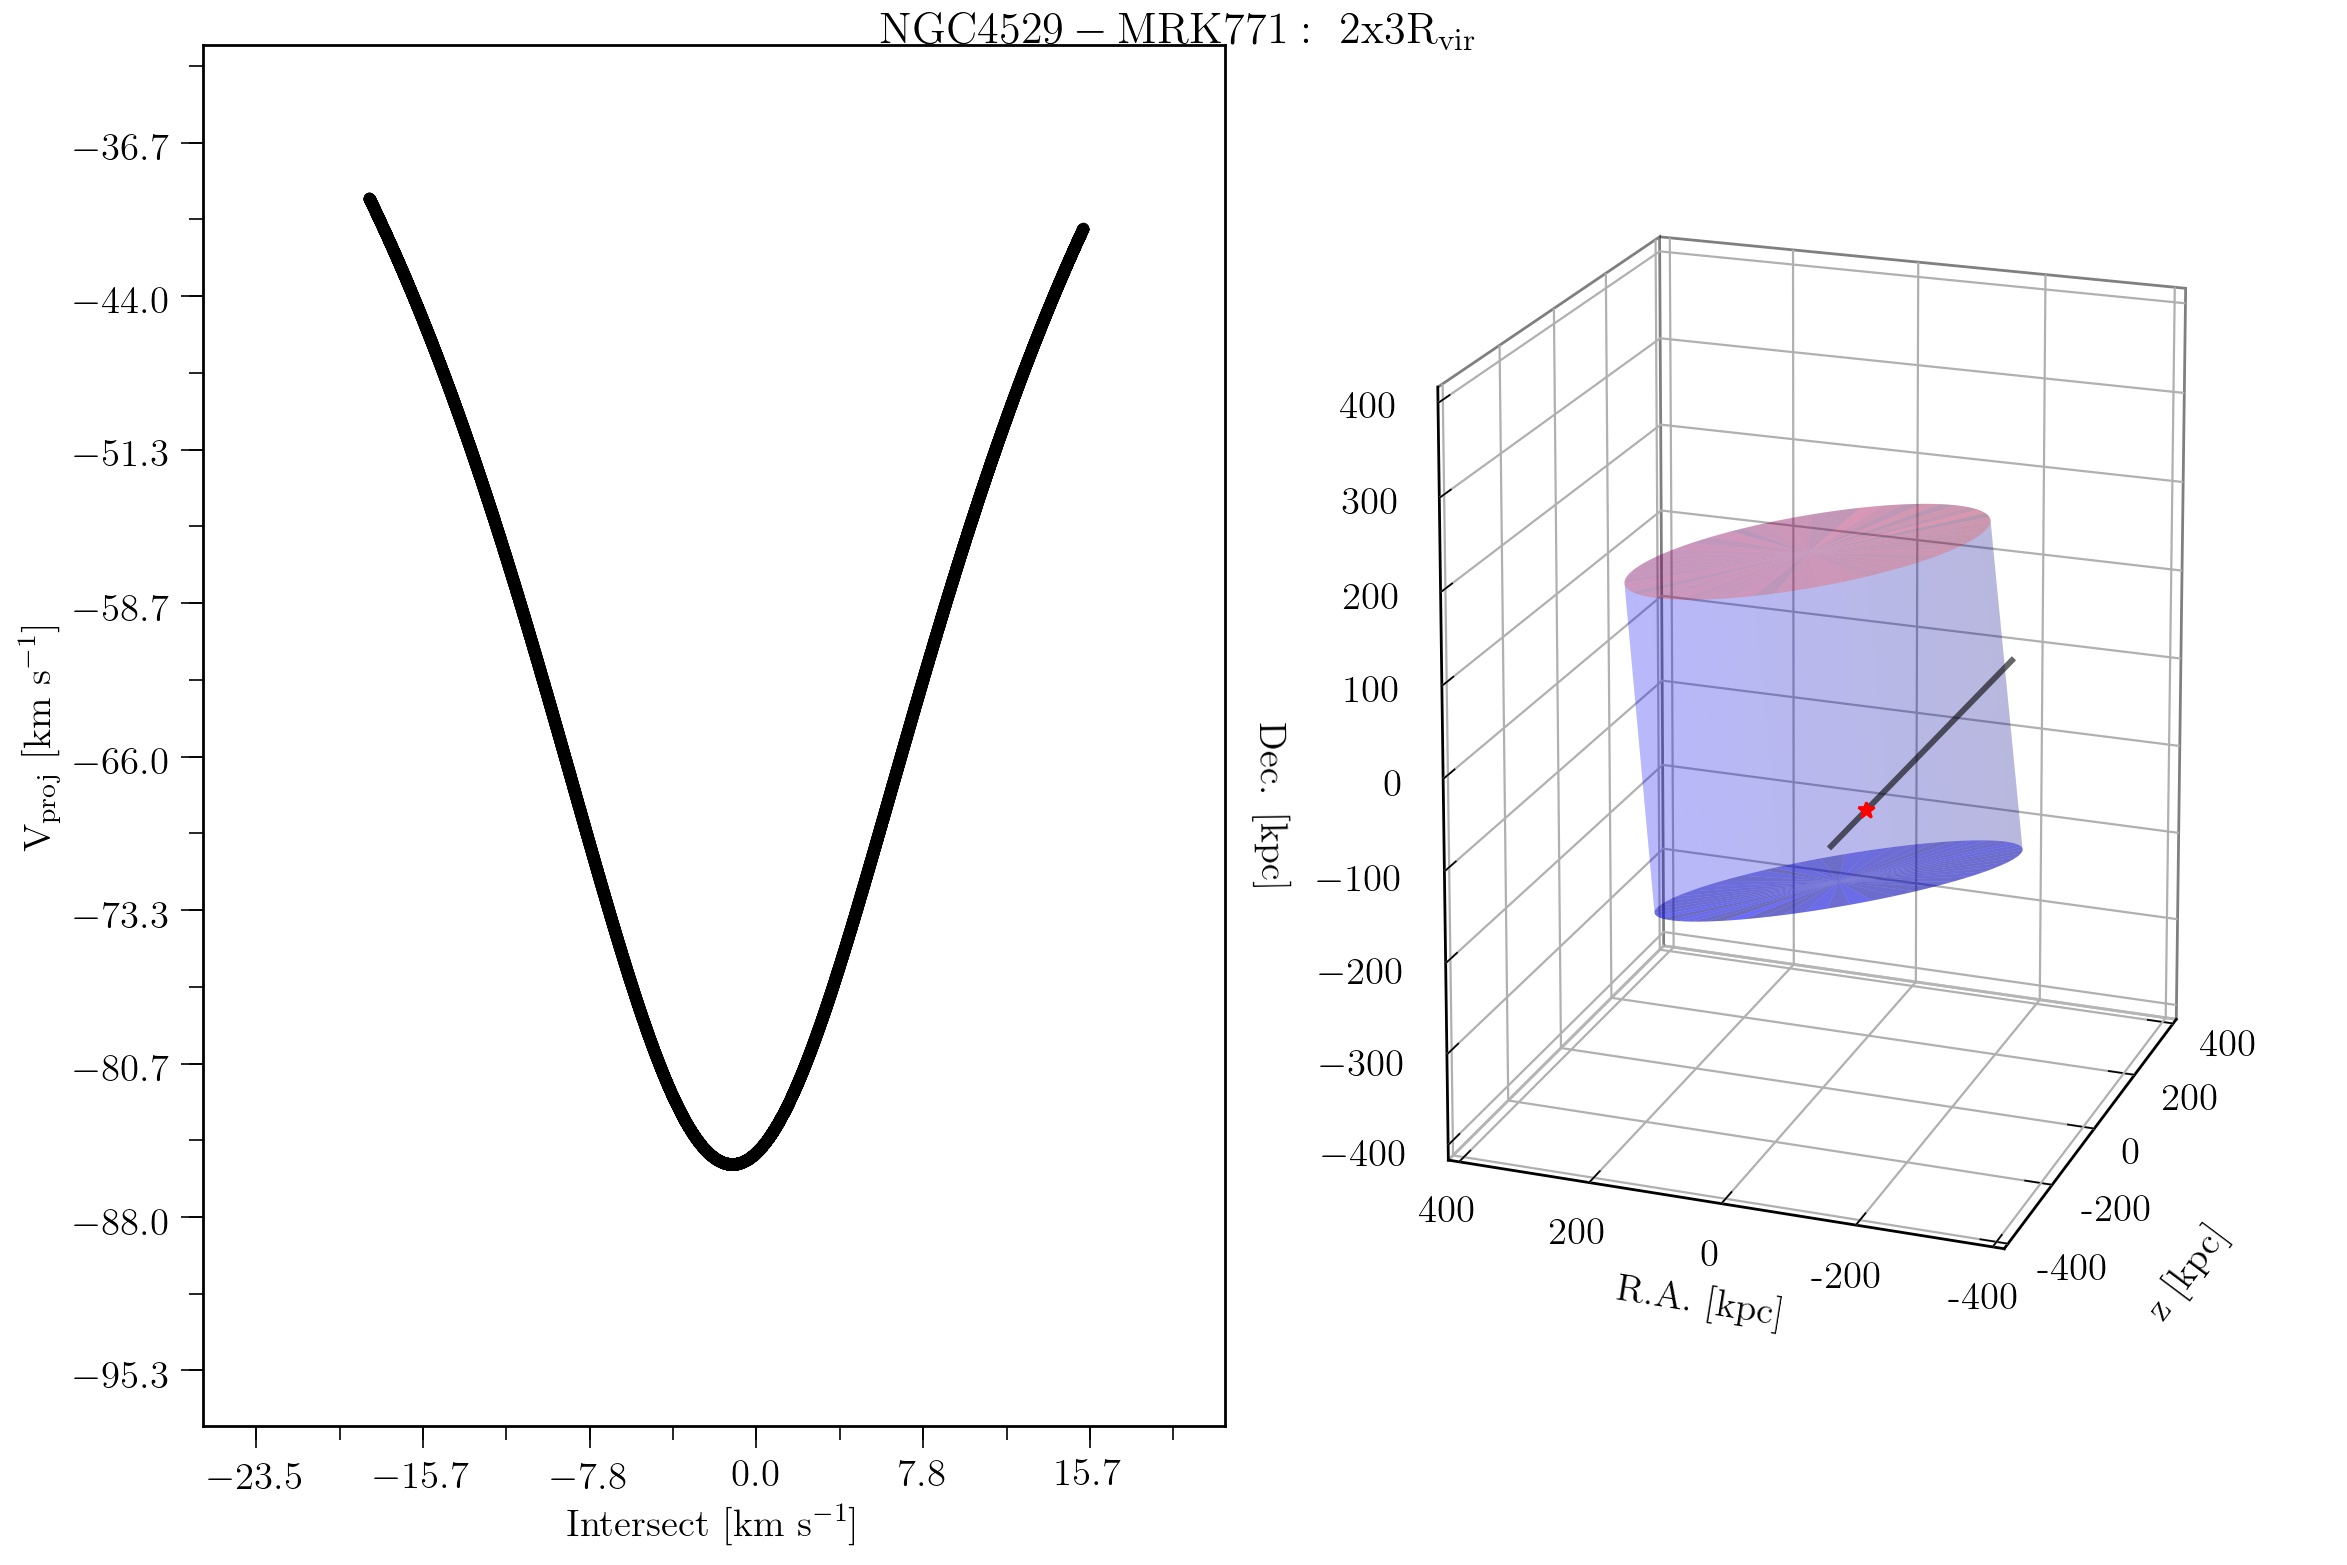 NGC4529 − MRK771 : 2x3Rvir
−36.7
−44.0
−51.3
−58.7
−66.0
−73.3
−80.7
−88.0
−95.3
Vproj [km s−1]
−23.5 −15.7 −7.8 0.0 7.8 15.7
Intersect [km s−1]
Dec. [kpc]
400
300
200
100
0
−100
−200
−300
−400
400 200 0 -200 -400
R.A. [kpc]
400
200
0
-200
-400
z [kpc]